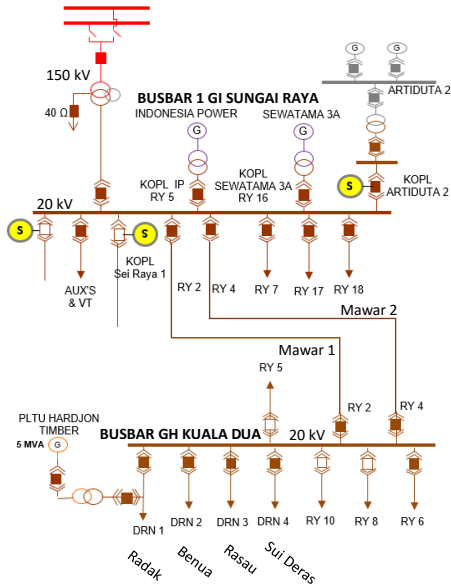 150 kV
40 Ω
BUSBAR 1 GI SUNGAI RAYA
INDONESIA POWER
SEWATAMA 3A
G
G
G
G
ARTIDUTA 2
KOPL IP
RY 5
KOPL
SEWATAMA 3A
RY 16
KOPL
ARTIDUTA 2
S
20 kV
S
S
AUX'S
& VT
KOPL
Sei Raya 1
RY 2
RY 4
RY 7
RY 17
RY 18
Mawar 2
Mawar 1
RY 5
RY 2
RY 4
PLTU HARDJON
TIMBER
5 MVA
G
BUSBAR GH KUALA DUA
20 kV
DRN 1
DRN 2
DRN 3
DRN 4
RY 10
RY 8
RY 6
Radak
Benua
Rasau
Sui Deras